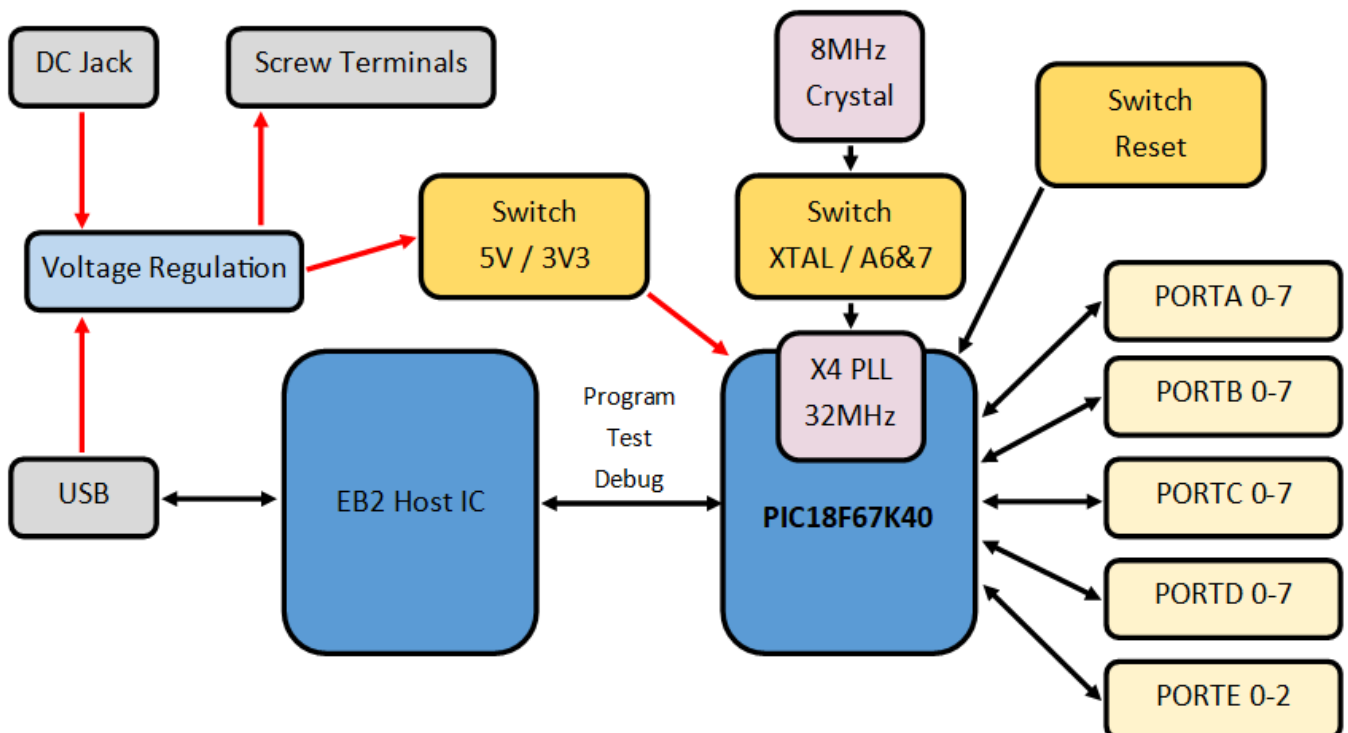 DC Jack
Screw Terminals
8MHz
Crystal
Switch
Reset
Switch
5V / 3V3
Switch
XTAL / A6&7
Voltage Regulation
PORTA 0-7
X4 PLL
32MHz
PORTB 0-7
Program
Test
Debug
USB
EB2 Host IC
PIC18F67K40
PORTC 0-7
PORTD 0-7
PORTE 0-2